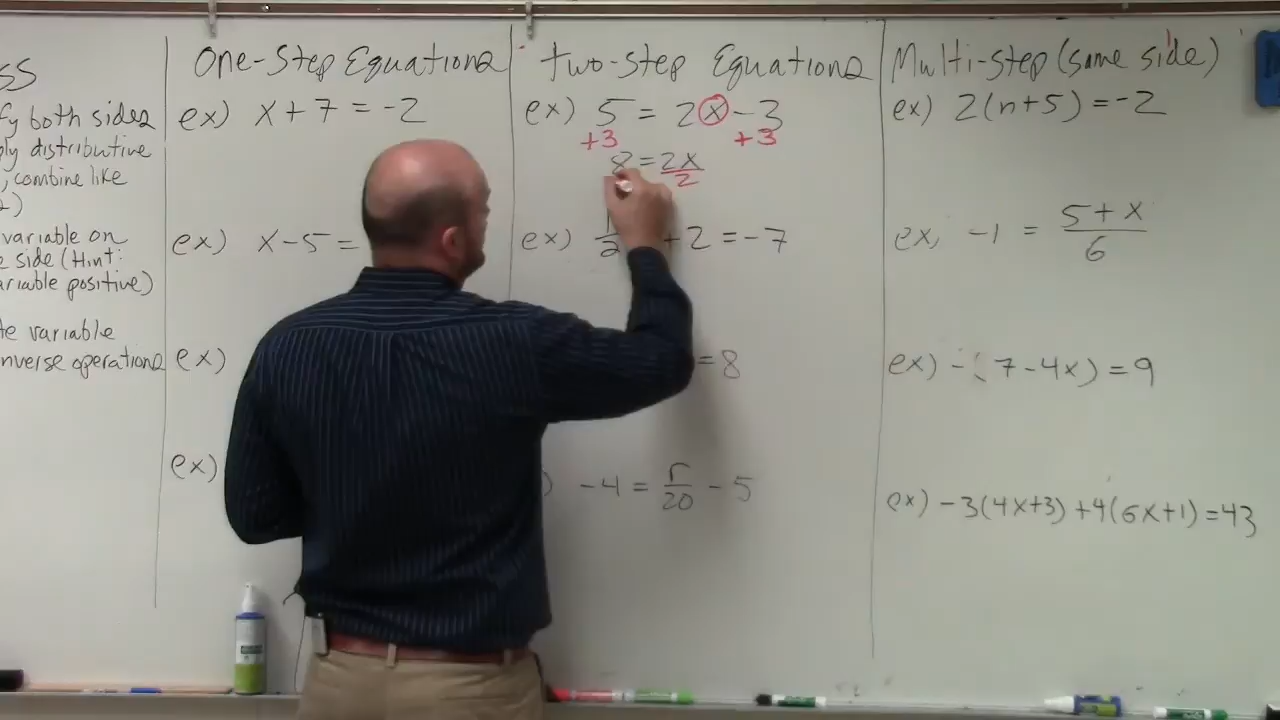 SS
fy both sides
ply distributive
, combine like
)
variable on
e side (Hint:
ariable positive)
te variable
nverse operations
One-Step Equations
ex) x + 7 = -2
ex) x - 5 =
ex)
ex)
Two-step Equations
ex) 5 = 2x - 3
+3 +3
8 = 2x
2
ex) 1/2 + 2 = -7
= 8
) -4 = r/20 - 5
Multi-step (same side)
ex) 2(n+5) = -2
ex, -1 = 5 + x / 6
ex) -(7 - 4x) = 9
ex) -3(4x+3) + 4(6x+1) = 43